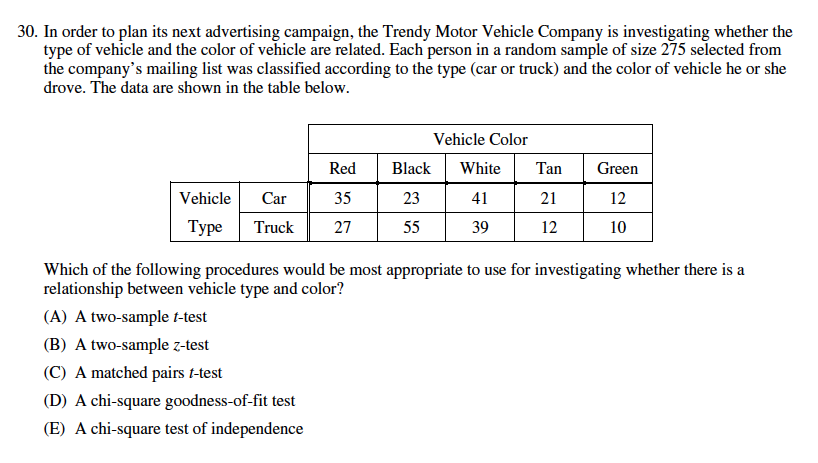 30. In order to plan its next advertising campaign, the Trendy Motor Vehicle Company is investigating whether the
type of vehicle and the color of vehicle are related. Each person in a random sample of size 275 selected from
the company's mailing list was classified according to the type (car or truck) and the color of vehicle he or she
drove. The data are shown in the table below.
Vehicle Color
Red Black White Tan Green
Vehicle Car 35 23 41 21 12
Type Truck 27 55 39 12 10
Which of the following procedures would be most appropriate to use for investigating whether there is a
relationship between vehicle type and color?
(A) A two-sample t-test
(B) A two-sample z-test
(C) A matched pairs t-test
(D) A chi-square goodness-of-fit test
(E) A chi-square test of independence